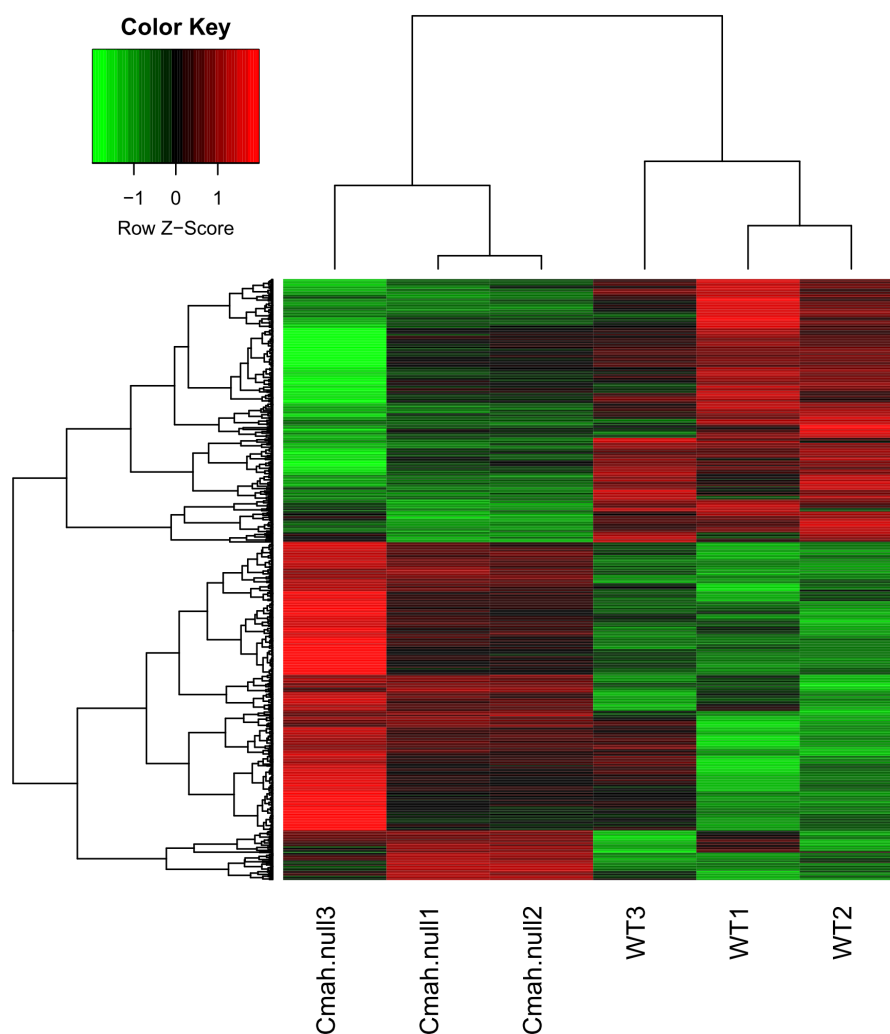 Color Key
−1 0 1
Row Z−Score
Cmah.null3
Cmah.null1
Cmah.null2
WT3
WT1
WT2